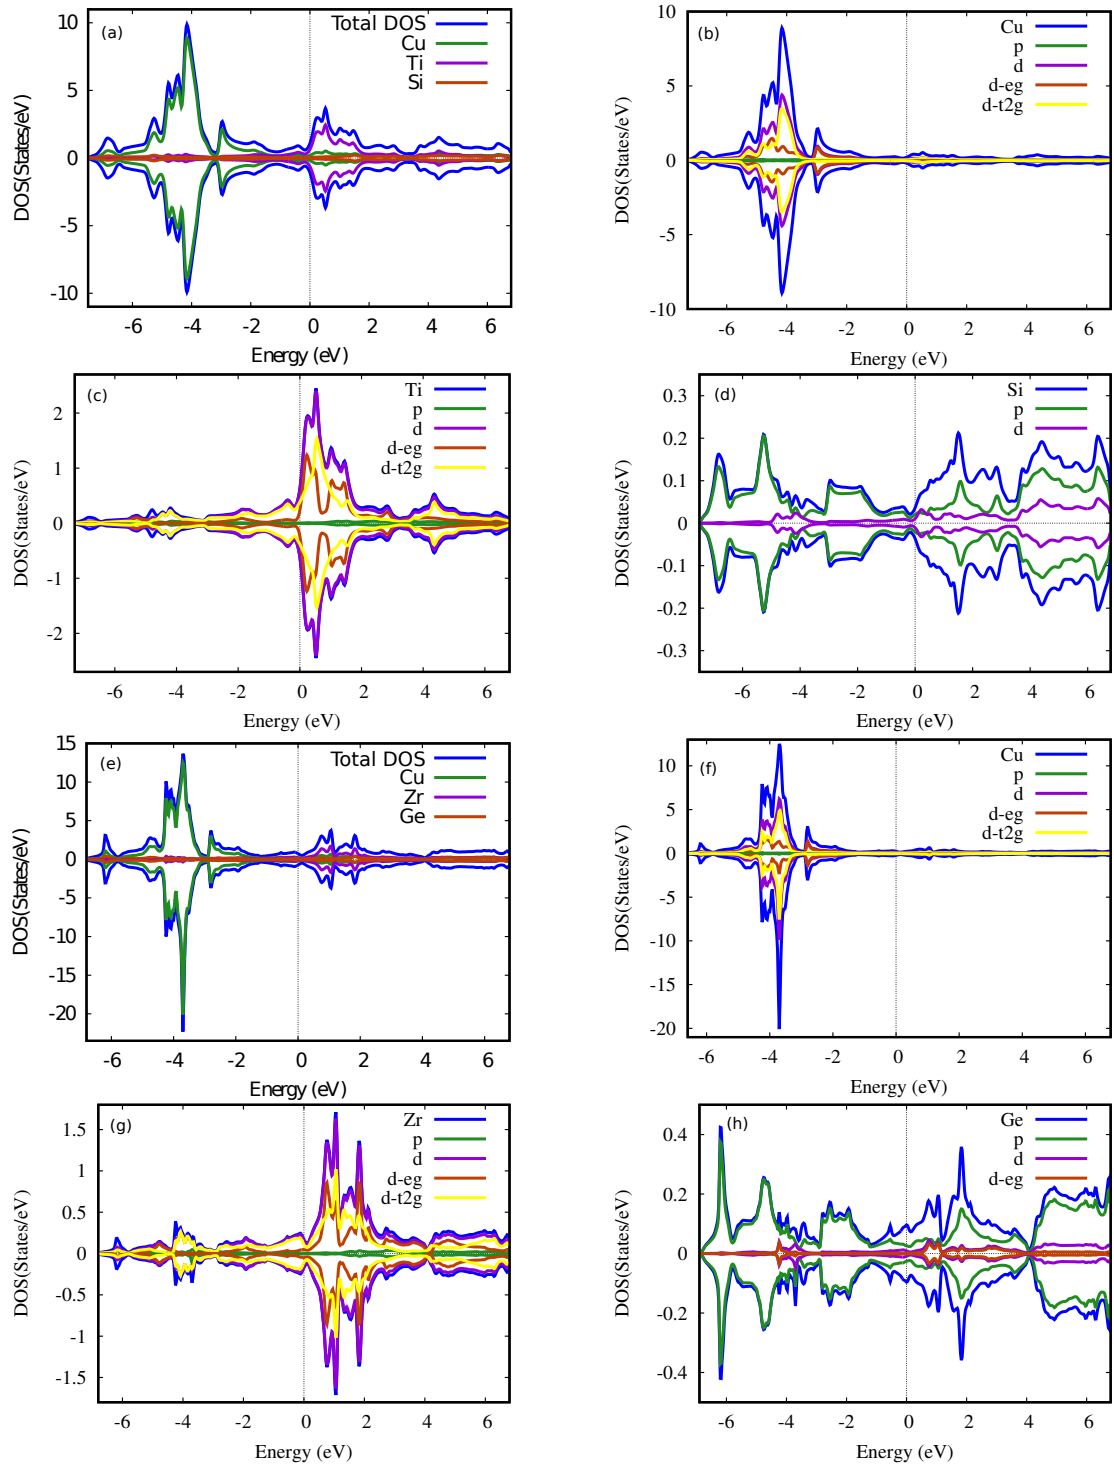 (a)
Total DOS
Cu
Ti
Si
DOS(States/eV)
10
5
0
-5
-10
-6 -4 -2 0 2 4 6
Energy (eV)
(b)
Cu
p
d
d-eg
d-t2g
DOS(States/eV)
10
5
0
-5
-10
-6 -4 -2 0 2 4 6
Energy (eV)
(c)
Ti
p
d
d-eg
d-t2g
DOS(States/eV)
2
1
0
-1
-2
-6 -4 -2 0 2 4 6
Energy (eV)
(d)
Si
p
d
DOS(States/eV)
0.3
0.2
0.1
0
-0.1
-0.2
-0.3
-6 -4 -2 0 2 4 6
Energy (eV)
(e)
Total DOS
Cu
Zr
Ge
DOS(States/eV)
15
10
5
0
-5
-10
-15
-20
-6 -4 -2 0 2 4 6
Energy (eV)
(f)
Cu
p
d
d-eg
d-t2g
DOS(States/eV)
10
5
0
-5
-10
-15
-20
-6 -4 -2 0 2 4 6
Energy (eV)
(g)
Zr
p
d
d-eg
d-t2g
DOS(States/eV)
1.5
1
0.5
0
-0.5
-1
-1.5
-6 -4 -2 0 2 4 6
Energy (eV)
(h)
Ge
p
d
d-eg
DOS(States/eV)
0.4
0.2
0
-0.2
-0.4
-6 -4 -2 0 2 4 6
Energy (eV)